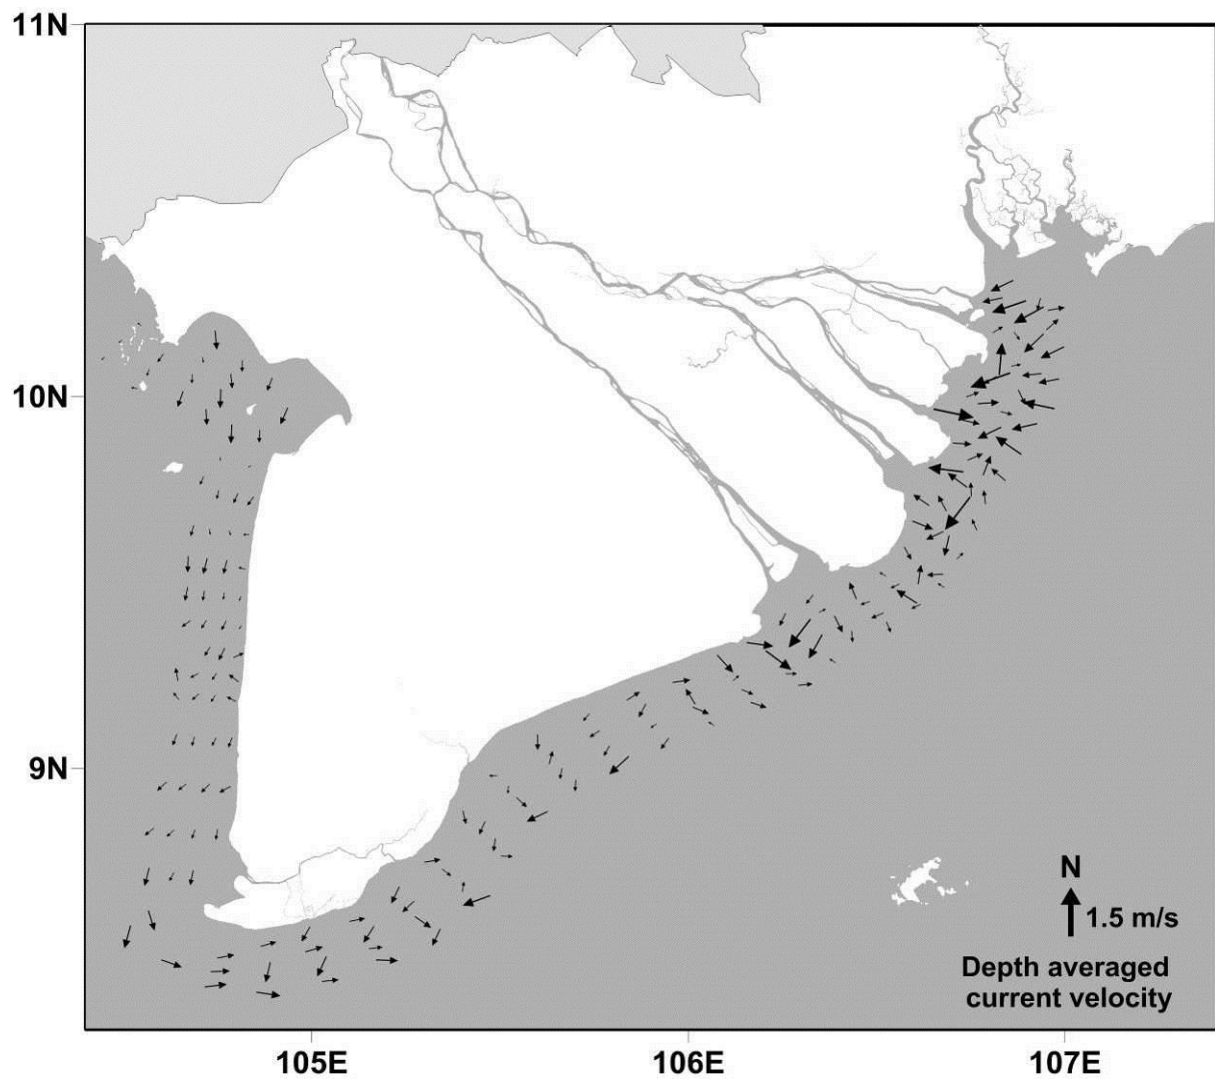 11N
10N
9N
N
1.5 m/s
Depth averaged
current velocity
105E
106E
107E